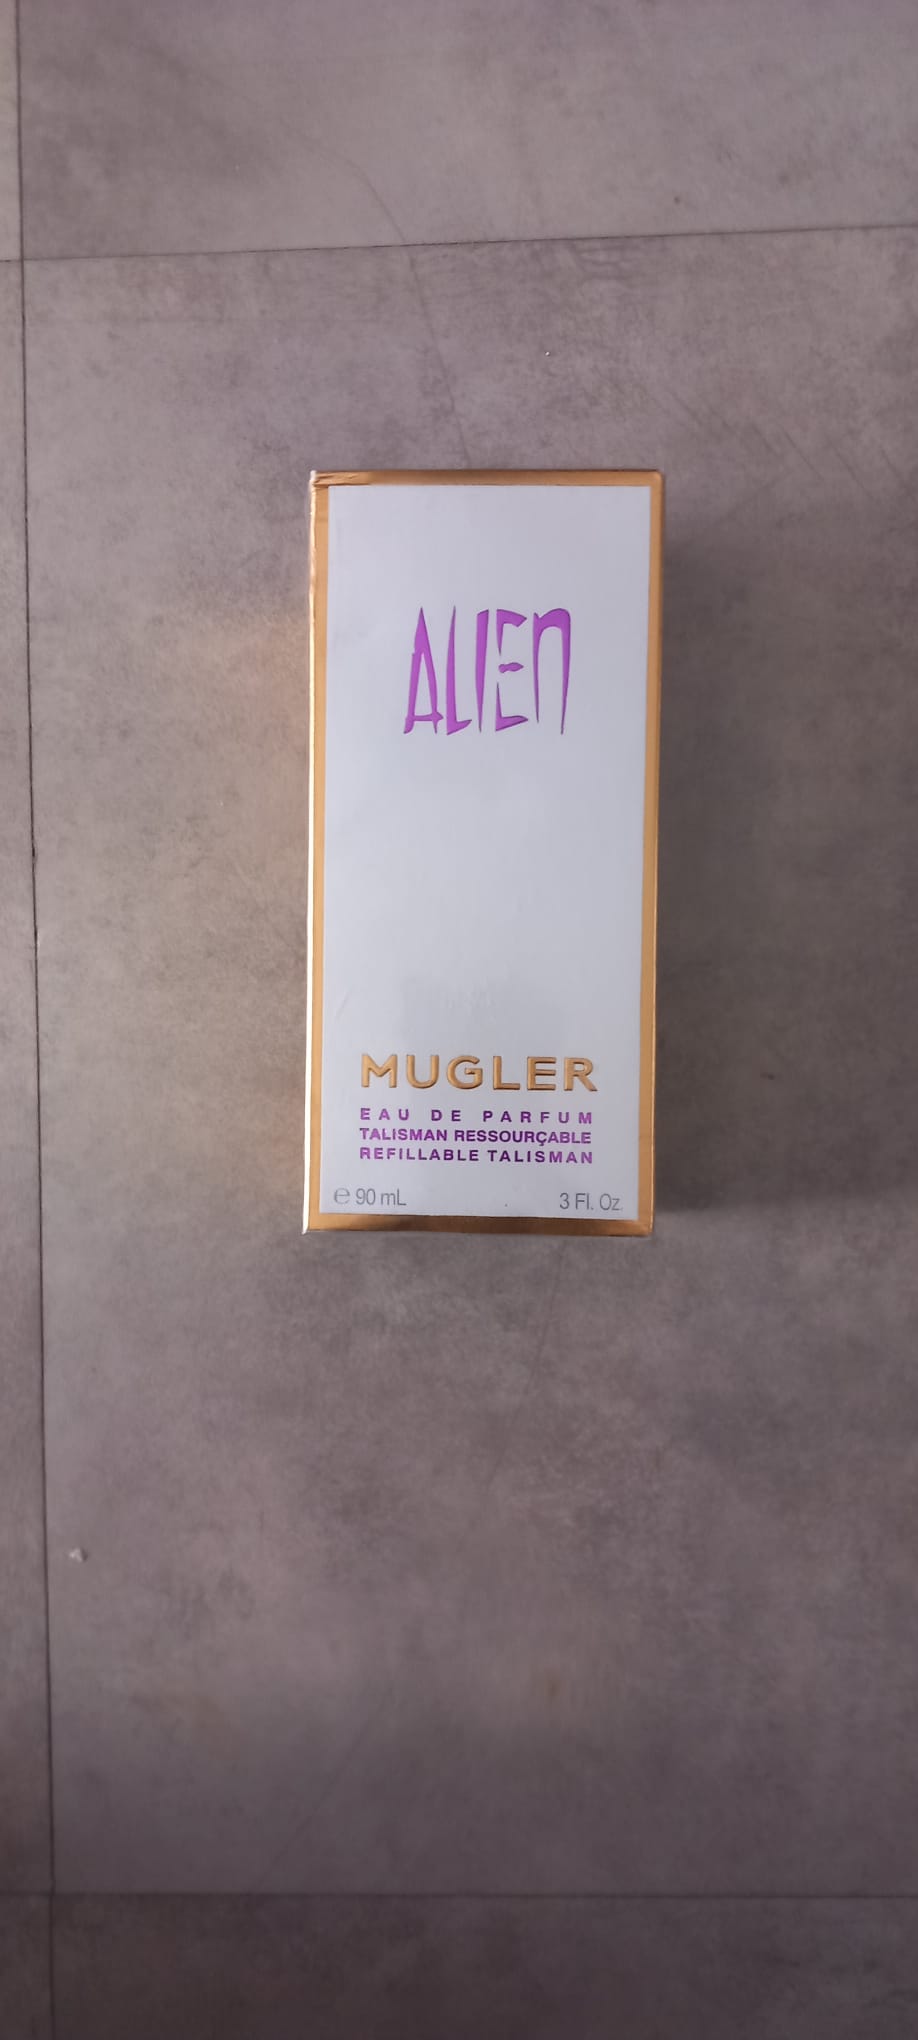 ALIEN
MUGLER
EAU DE PARFUM
TALISMAN RESSOURÇABLE
REFILLABLE TALISMAN
℮ 90 mL 3 Fl. Oz.